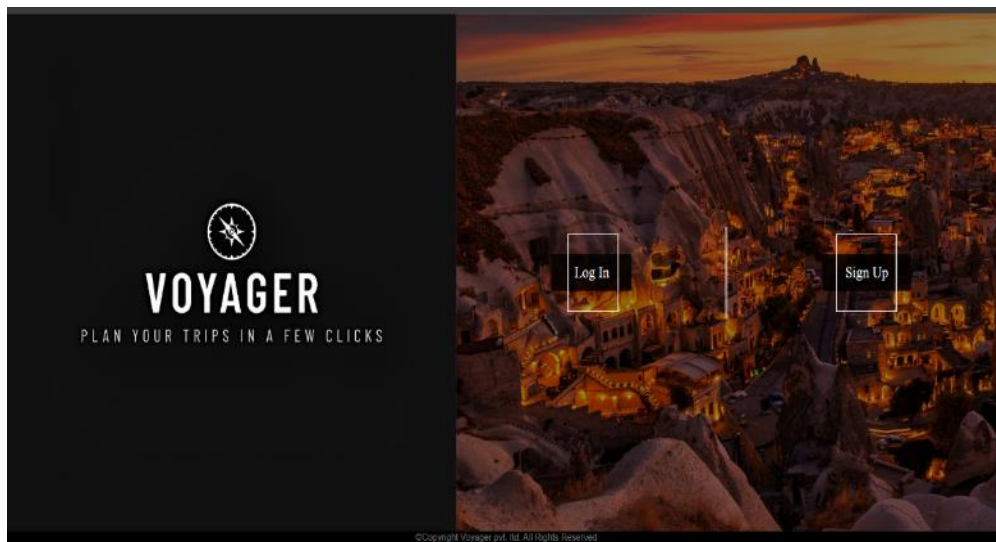 VOYAGER
PLAN YOUR TRIPS IN A FEW CLICKS
Log In
Sign Up
©Copyright Voyager pvt. ltd. All Rights Reserved